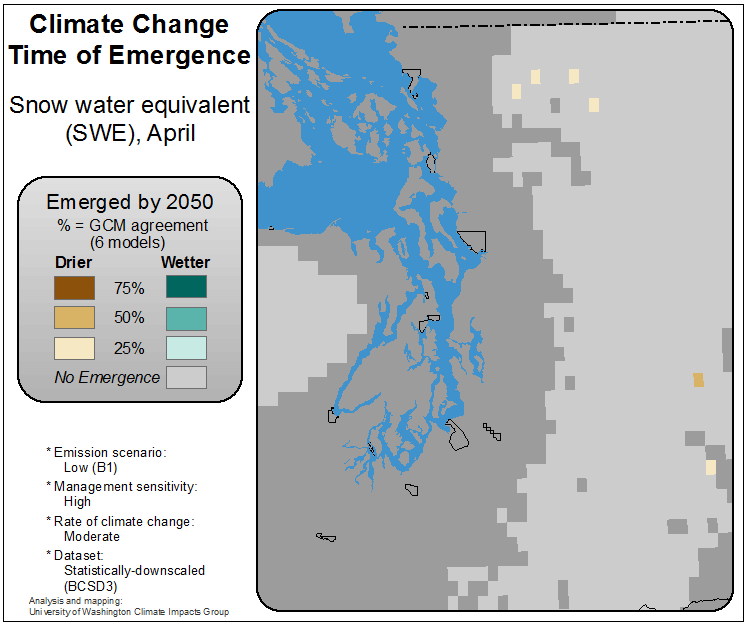 Climate Change
Time of Emergence
Snow water equivalent
(SWE), April
Emerged by 2050
% = GCM agreement
(6 models)
Drier Wetter
75%
50%
25%
No Emergence
* Emission scenario:
Low (B1)
* Management sensitivity:
High
* Rate of climate change:
Moderate
* Dataset:
Statistically-downscaled
(BCSD3)
Analysis and mapping:
University of Washington Climate Impacts Group